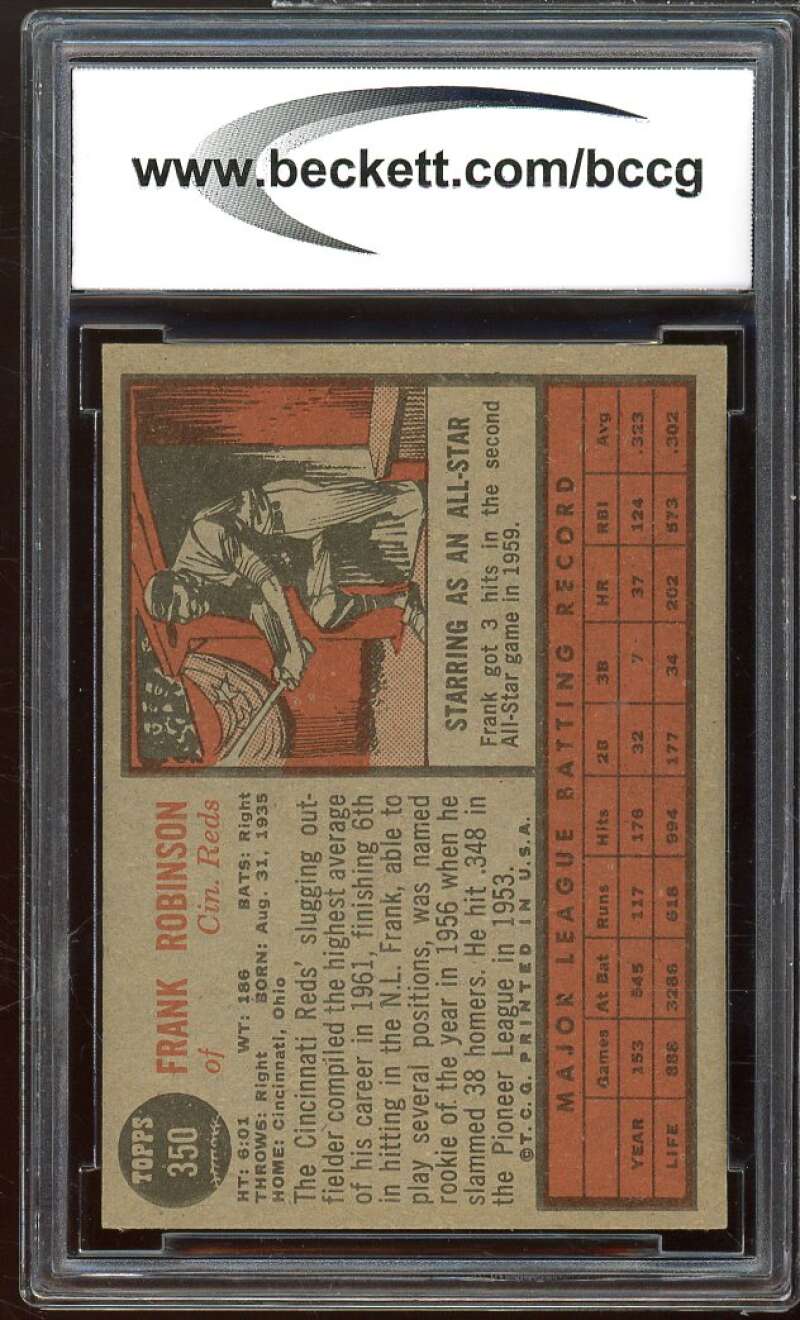 www.beckett.com/bccg
TOPPS
350
FRANK ROBINSON
of Cin. Reds
HT: 6:01 WT: 186 BATS: Right
THROWS: Right BORN: Aug. 31, 1935
HOME: Cincinnati, Ohio
The Cincinnati Reds' slugging out-
fielder compiled the highest average
of his career in 1961, finishing 6th
in hitting in the N.L. Frank, able to
play several positions, was named
rookie of the year in 1956 when he
slammed 38 homers. He hit .348 in
the Pioneer League in 1953.
©T. C. G. PRINTED IN U.S.A.
STARRING AS AN ALL-STAR
Frank got 3 hits in the second
All-Star game in 1959.
MAJOR LEAGUE BATTING RECORD
Games At Bat Runs Hits 2B 3B HR RBI Avg
YEAR 153 545 117 176 32 7 37 124 .323
LIFE 888 3286 618 994 177 34 202 573 .302